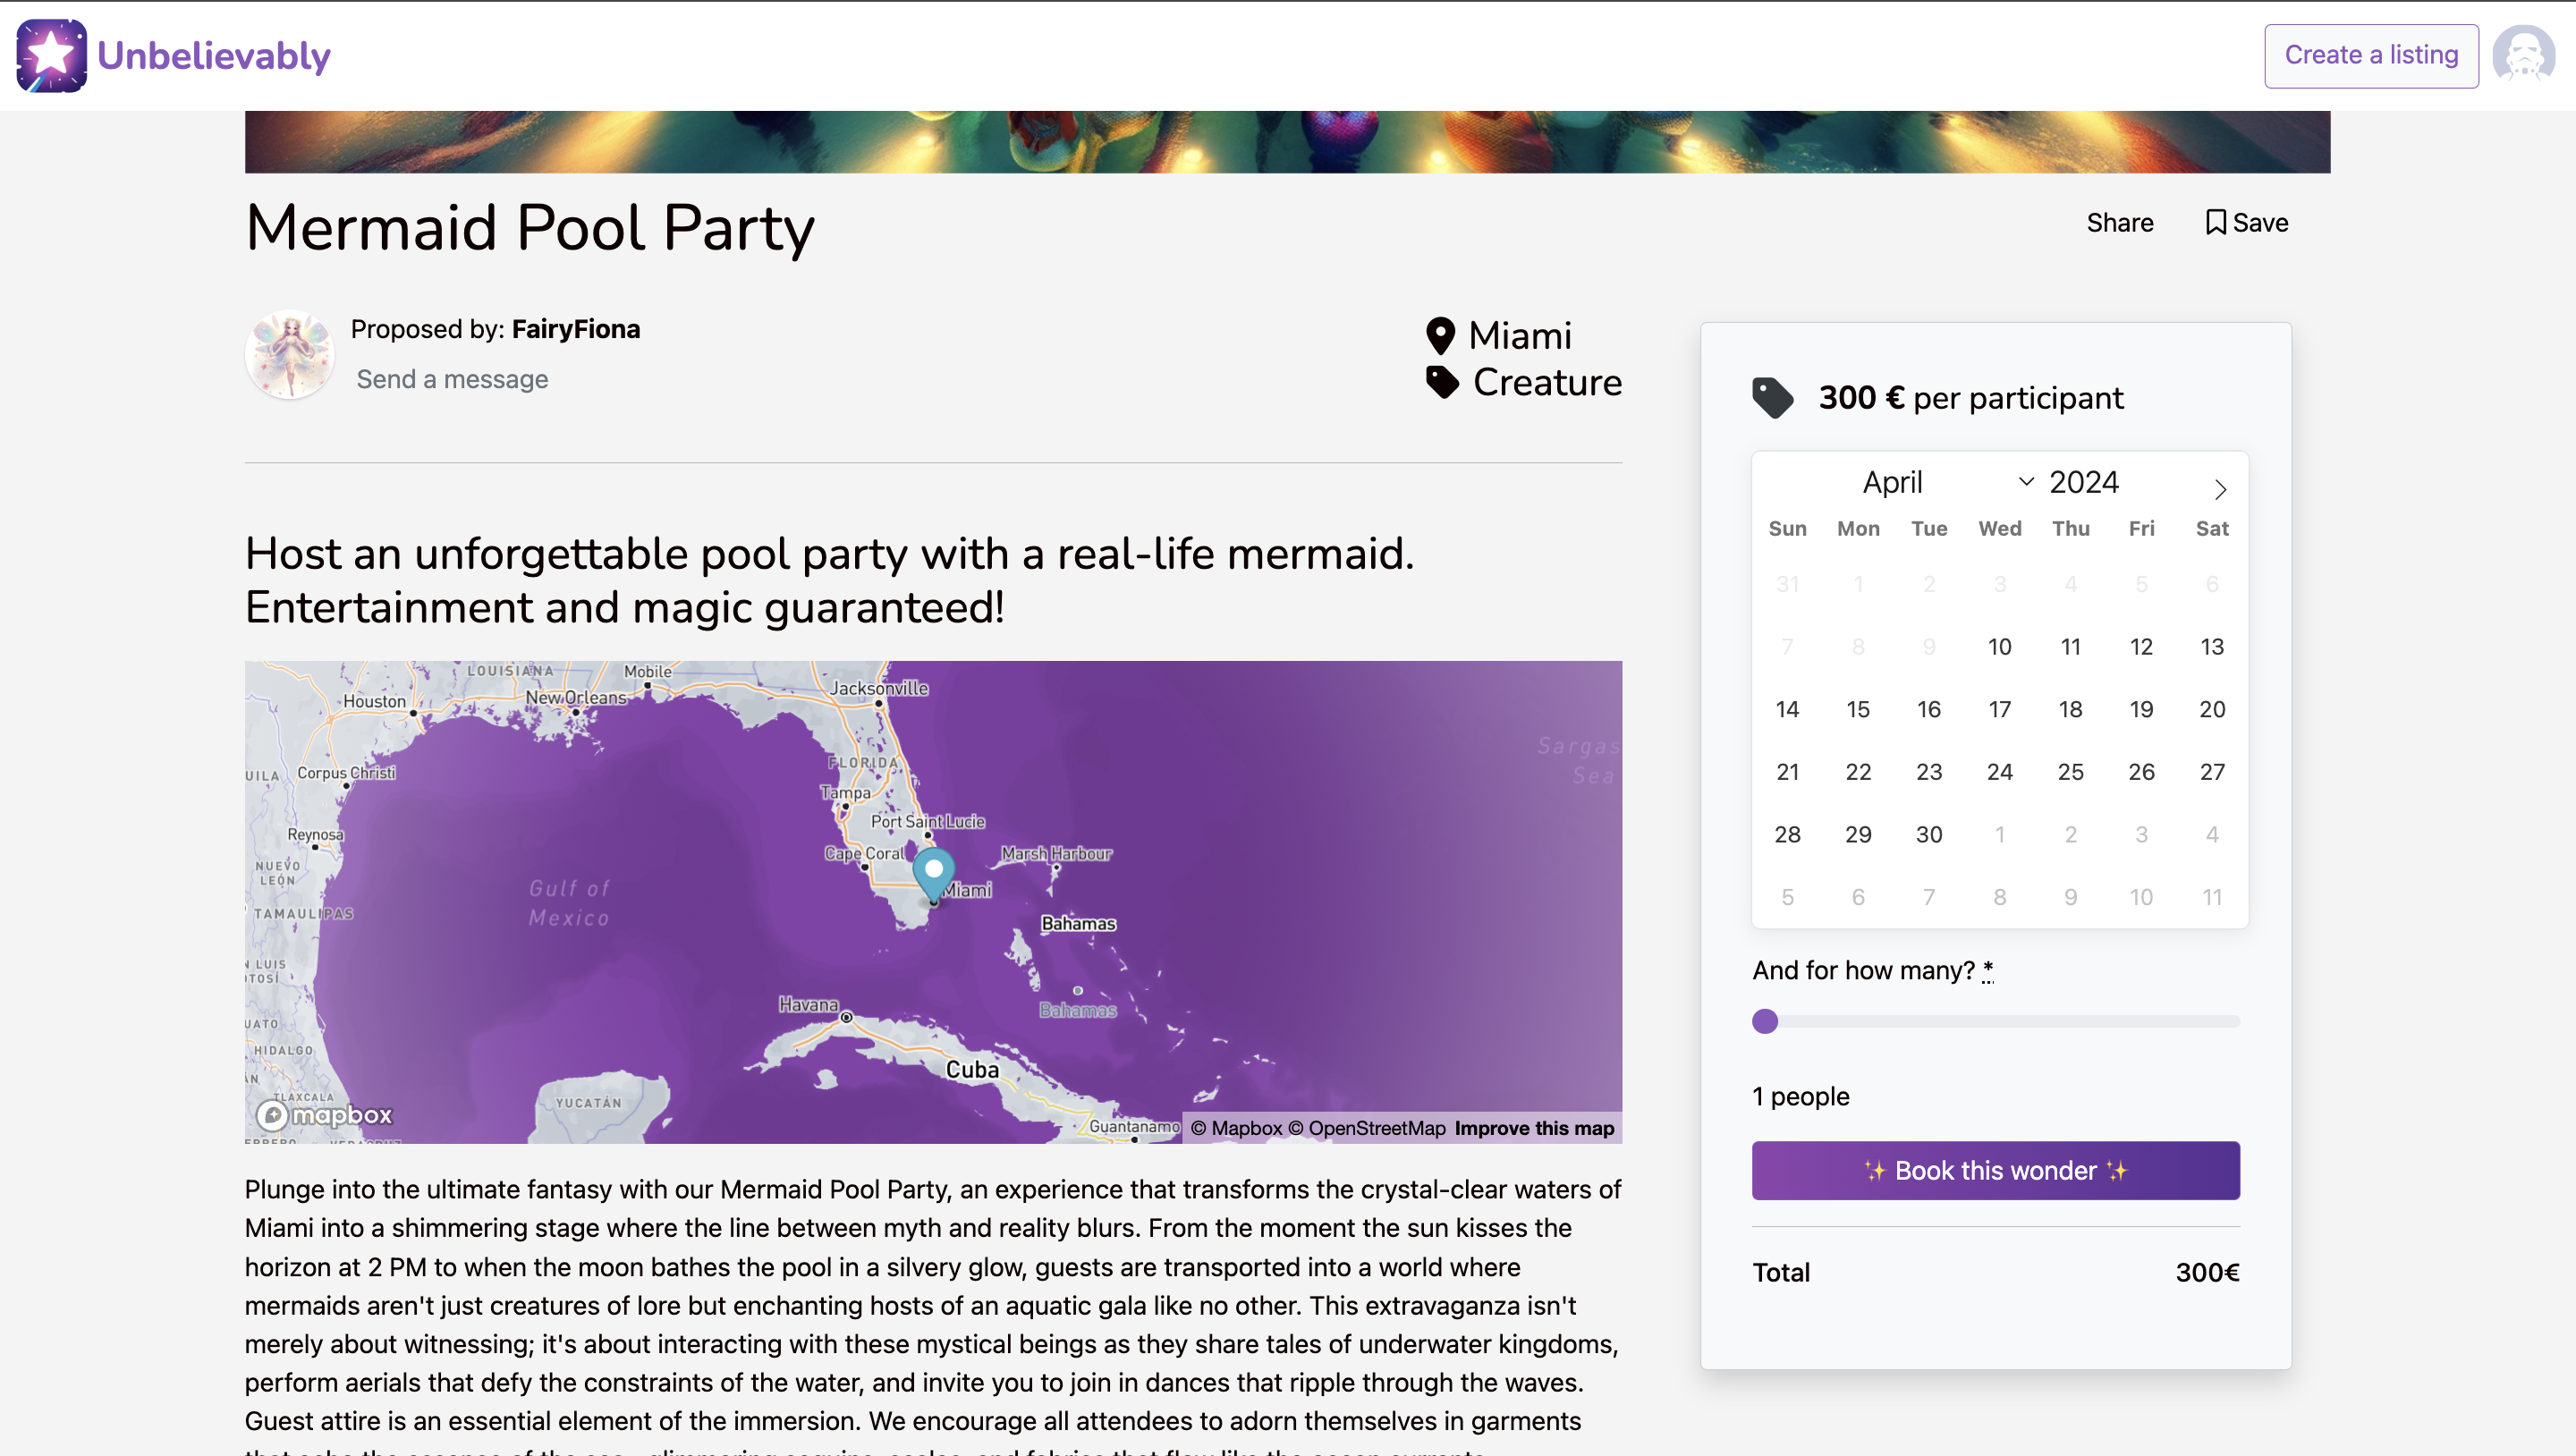 Unbelievably
Create a listing
Mermaid Pool Party
Share
Save
Proposed by: FairyFiona
Send a message
Miami
Creature
Host an unforgettable pool party with a real-life mermaid.
Entertainment and magic guaranteed!
LOUISIANA
Mobile
Jacksonville
Houston
New Orleans
Sargas
Sea
FLORIDA
UILA
Corpus Christi
Tampa
Port Saint Lucie
Reynosa
Cape Coral
Marsh Harbour
NUEVO
LEÓN
Gulf of
Mexico
Miami
TAMAULIPAS
Bahamas
N LUIS
OTOSÍ
Havana
Bahamas
UATO
HIDALGO
Cuba
ÁN
TLAXCALA
YUCATÁN
mapbox
Guantanamo
© Mapbox © OpenStreetMap Improve this map
Plunge into the ultimate fantasy with our Mermaid Pool Party, an experience that transforms the crystal-clear waters of
Miami into a shimmering stage where the line between myth and reality blurs. From the moment the sun kisses the
horizon at 2 PM to when the moon bathes the pool in a silvery glow, guests are transported into a world where
mermaids aren't just creatures of lore but enchanting hosts of an aquatic gala like no other. This extravaganza isn't
merely about witnessing; it's about interacting with these mystical beings as they share tales of underwater kingdoms,
perform aerials that defy the constraints of the water, and invite you to join in dances that ripple through the waves.
Guest attire is an essential element of the immersion. We encourage all attendees to adorn themselves in garments
300 € per participant
April 2024
Sun Mon Tue Wed Thu Fri Sat
31 1 2 3 4 5 6
7 8 9 10 11 12 13
14 15 16 17 18 19 20
21 22 23 24 25 26 27
28 29 30 1 2 3 4
5 6 7 8 9 10 11
And for how many? *
1 people
✨ Book this wonder ✨
Total 300€